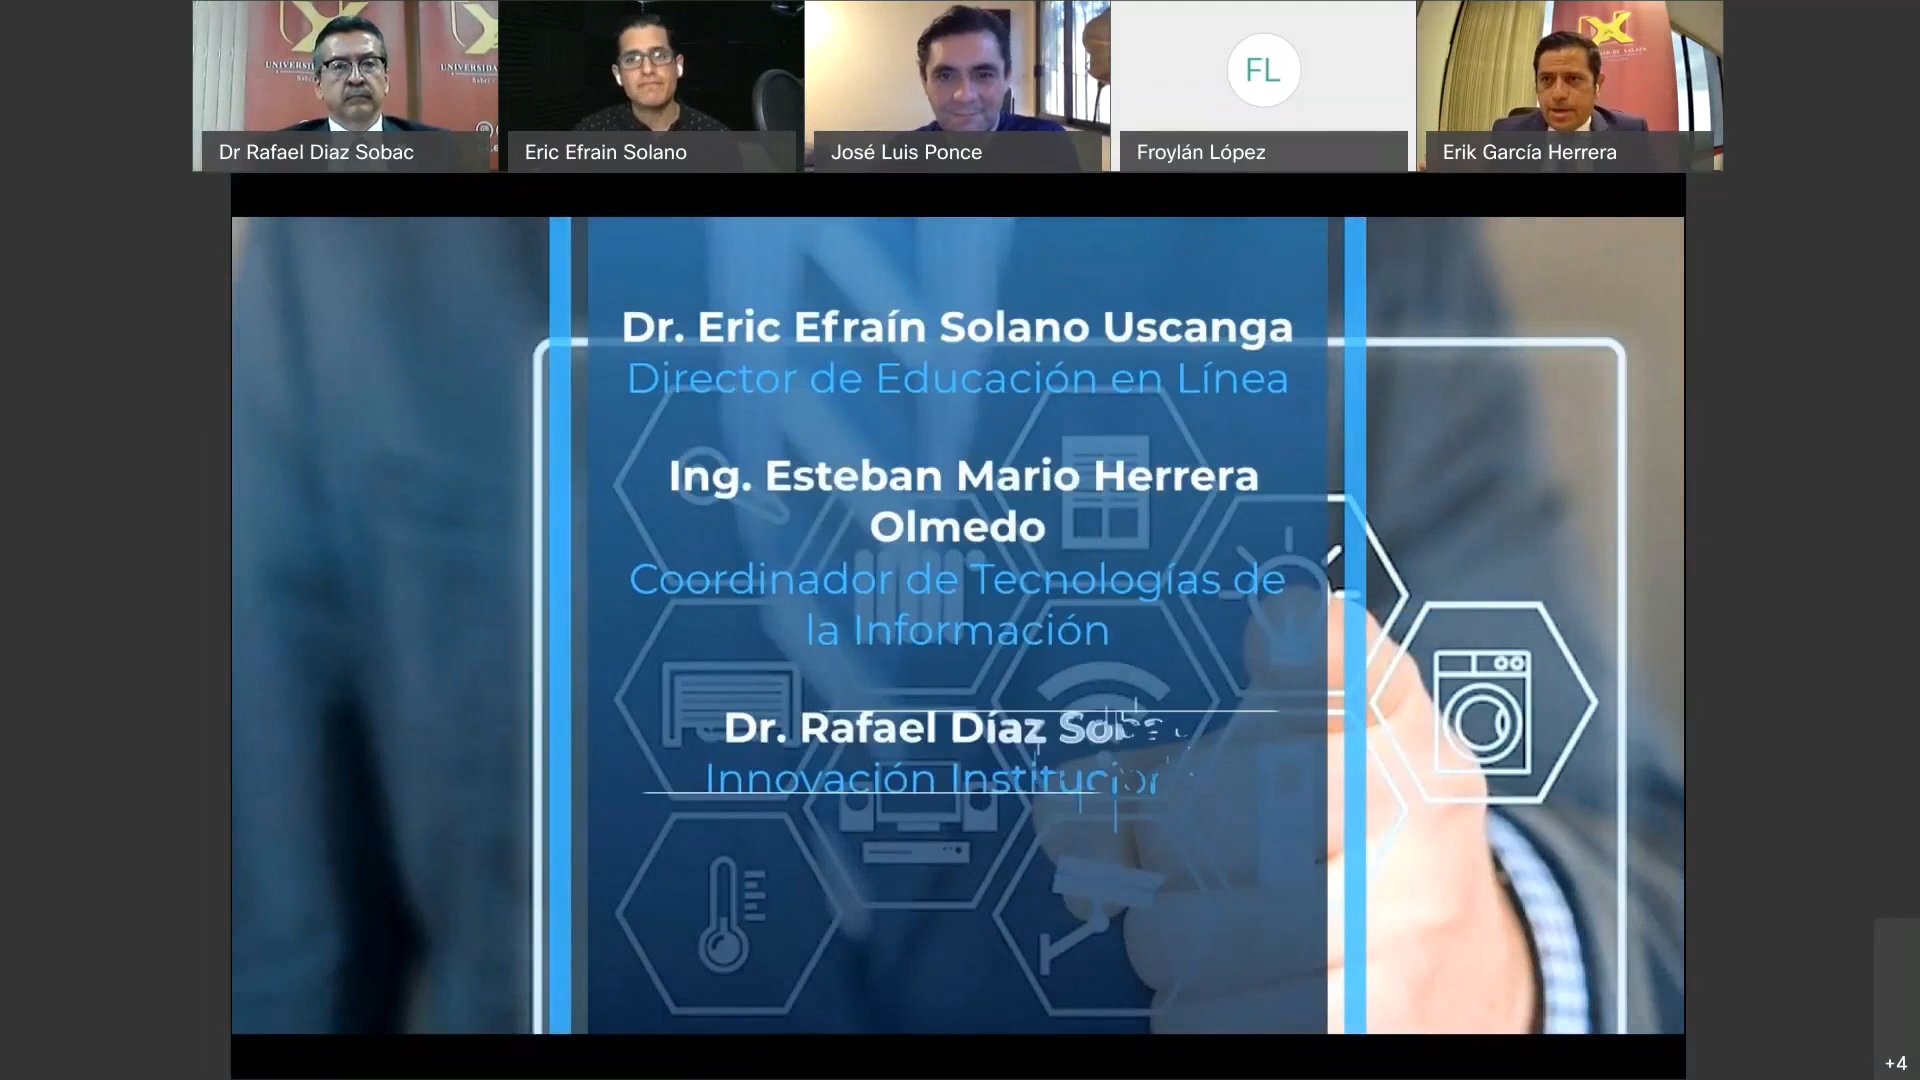 UNIVERSIDA
UNIVERSIDA
Dr Rafael Diaz Sobac
Eric Efrain Solano
José Luis Ponce
FL
Froylán López
Erik García Herrera
Dr. Eric Efraín Solano Uscanga
Director de Educación en Línea
Ing. Esteban Mario Herrera
Olmedo
Coordinador de Tecnologías de
la Información
Dr. Rafael Díaz
Innovación
+4